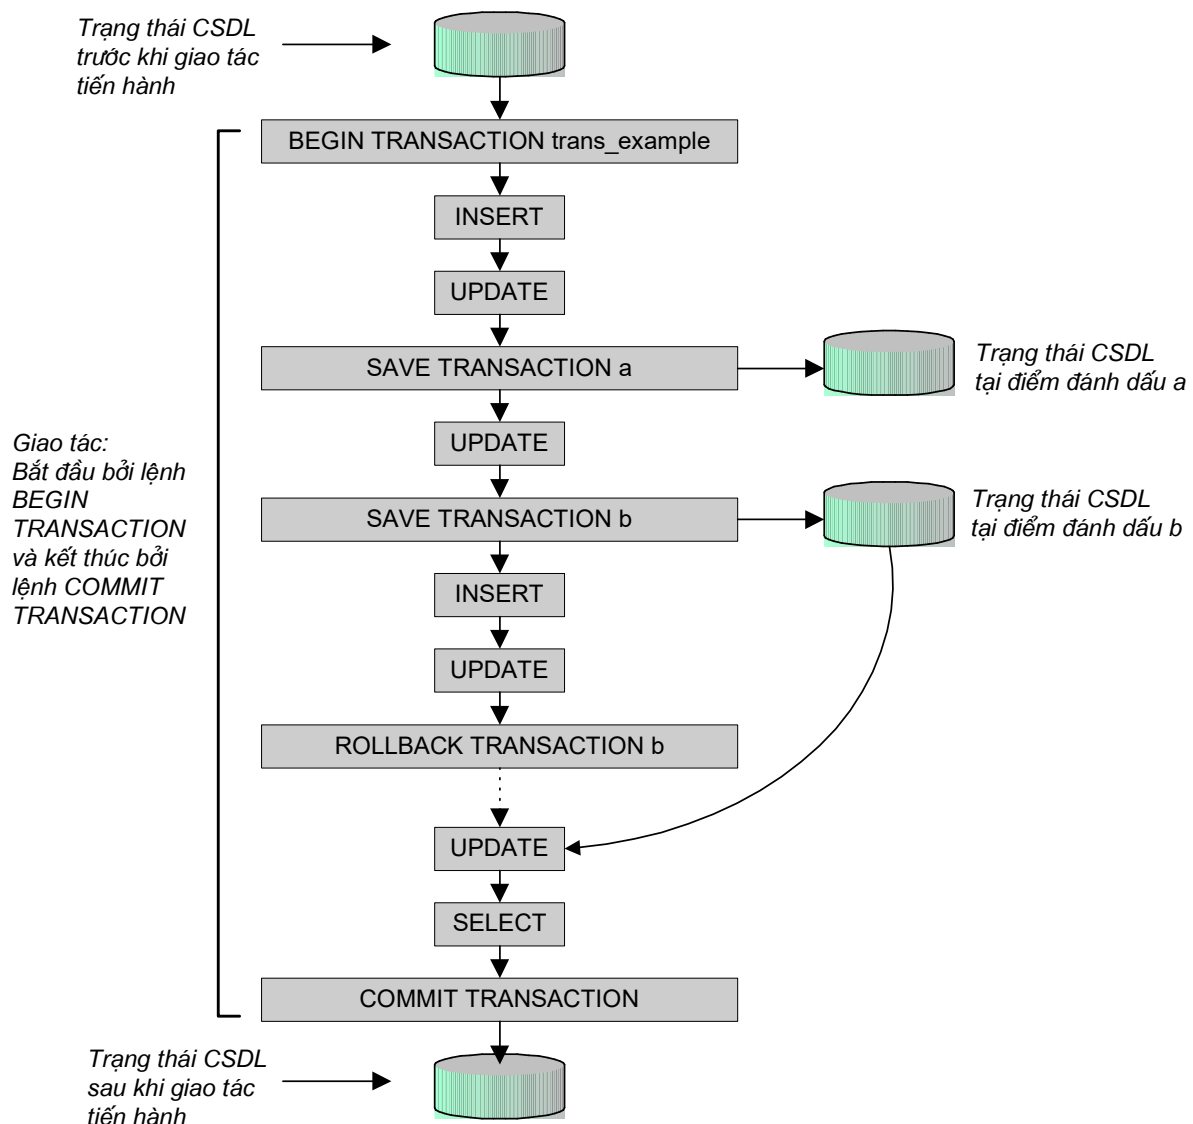 Trạng thái CSDL
trước khi giao tác
tiến hành
BEGIN TRANSACTION trans_example
INSERT
UPDATE
SAVE TRANSACTION a
Trạng thái CSDL
tại điểm đánh dấu a
UPDATE
Giao tác:
Bắt đầu bởi lệnh
BEGIN
TRANSACTION
và kết thúc bởi
lệnh COMMIT
TRANSACTION
SAVE TRANSACTION b
Trạng thái CSDL
tại điểm đánh dấu b
INSERT
UPDATE
ROLLBACK TRANSACTION b
UPDATE
SELECT
COMMIT TRANSACTION
Trạng thái CSDL
sau khi giao tác
tiến hành